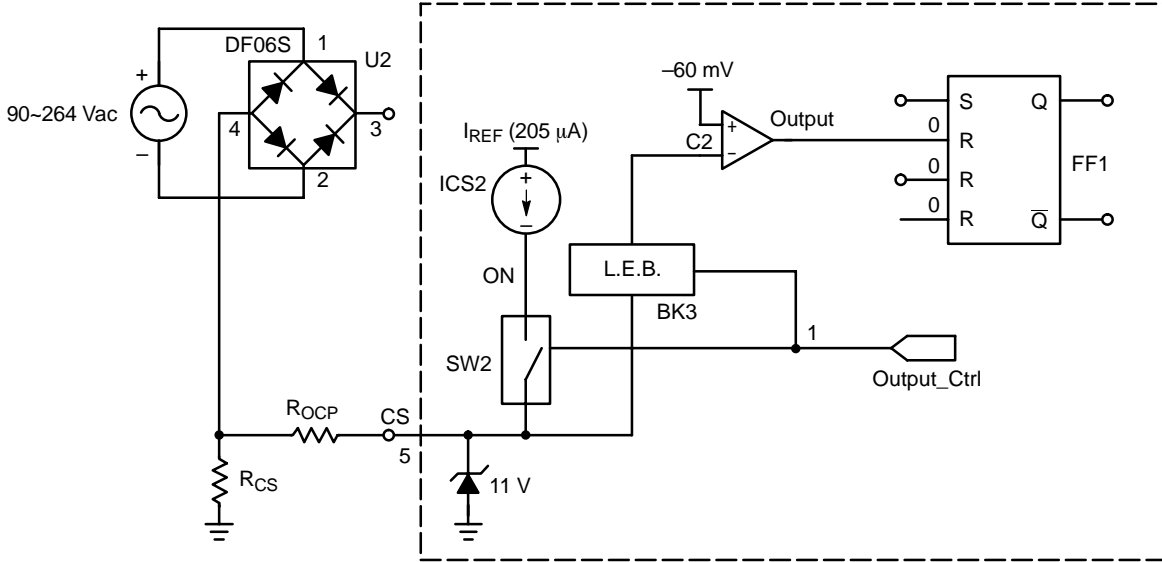 DF06S
1
U2
+
90~264 Vac
–
4
3
2
–60 mV
+
C2
–
Output
S
Q
0
R
0
R
FF1
0
R
Q̅
I_REF (205 μA)
+
ICS2
–
ON
L.E.B.
BK3
1
SW2
Output_Ctrl
R_OCP
CS
5
R_CS
11 V